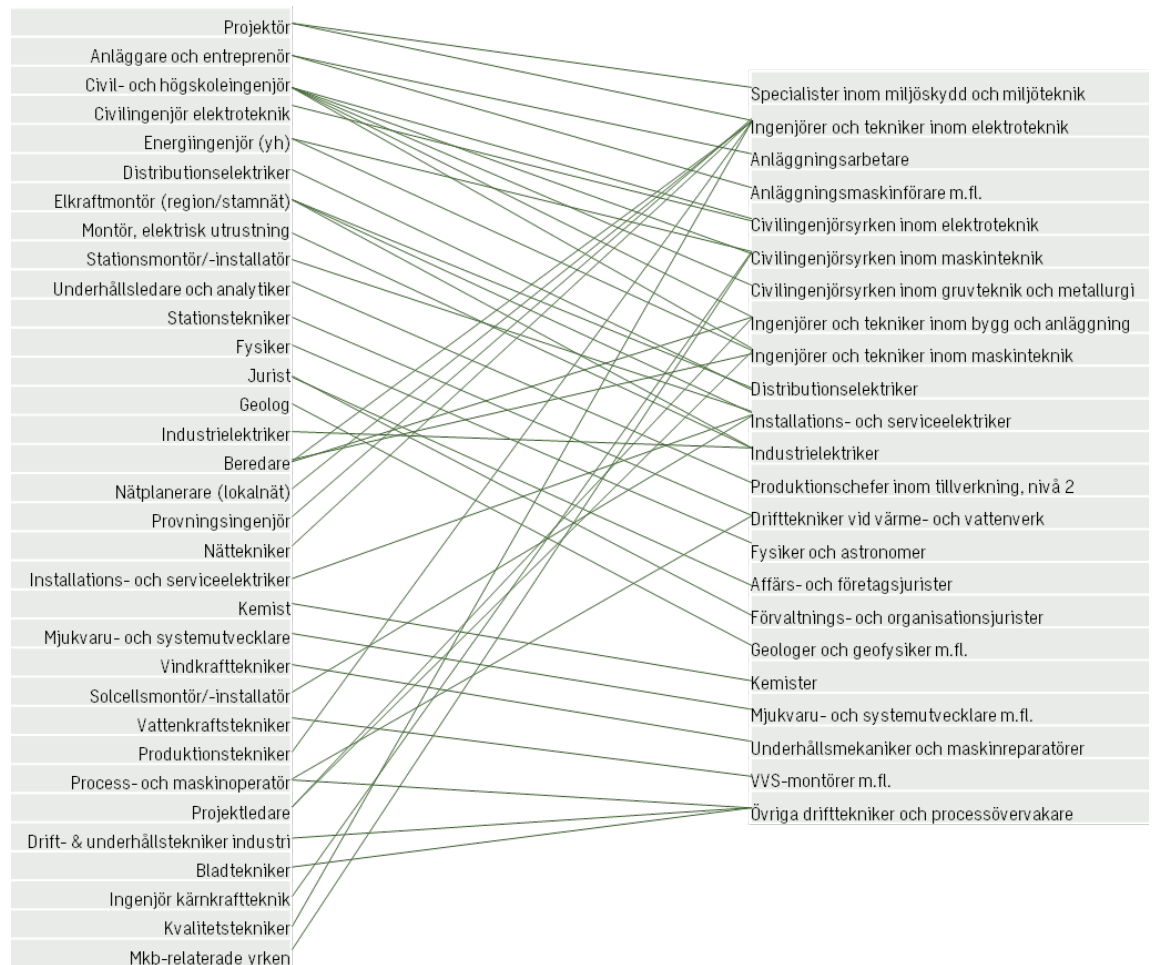 Projektör
Anläggare och entreprenör
Civil- och högskoleingenjör
Civilingenjör elektroteknik
Energiingenjör (yh)
Distributionselektriker
Elkraftmontör (region/stamnät)
Montör, elektrisk utrustning
Stationsmontör/-installatör
Underhållsledare och analytiker
Stationstekniker
Fysiker
Jurist
Geolog
Industrielektriker
Beredare
Nätplanerare (lokalnät)
Provningsingenjör
Nättekniker
Installations- och serviceelektriker
Kemist
Mjukvaru- och systemutvecklare
Vindkrafttekniker
Solcellsmontör/-installatör
Vattenkraftstekniker
Produktionstekniker
Process- och maskinoperatör
Projektledare
Drift- & underhållstekniker industri
Bladtekniker
Ingenjör kärnkraftteknik
Kvalitetstekniker
Mkb-relaterade yrken
Specialister inom miljöskydd och miljöteknik
Ingenjörer och tekniker inom elektroteknik
Anläggningsarbetare
Anläggningsmaskinförare m.fl.
Civilingenjörsyrken inom elektroteknik
Civilingenjörsyrken inom maskinteknik
Civilingenjörsyrken inom gruvteknik och metallurgi
Ingenjörer och tekniker inom bygg och anläggning
Ingenjörer och tekniker inom maskinteknik
Distributionselektriker
Installations- och serviceelektriker
Industrielektriker
Produktionschefer inom tillverkning, nivå 2
Drifttekniker vid värme- och vattenverk
Fysiker och astronomer
Affärs- och företagsjurister
Förvaltnings- och organisationsjurister
Geologer och geofysiker m.fl.
Kemister
Mjukvaru- och systemutvecklare m.fl.
Underhållsmekaniker och maskinreparatörer
VVS-montörer m.fl.
Övriga drifttekniker och processövervakare